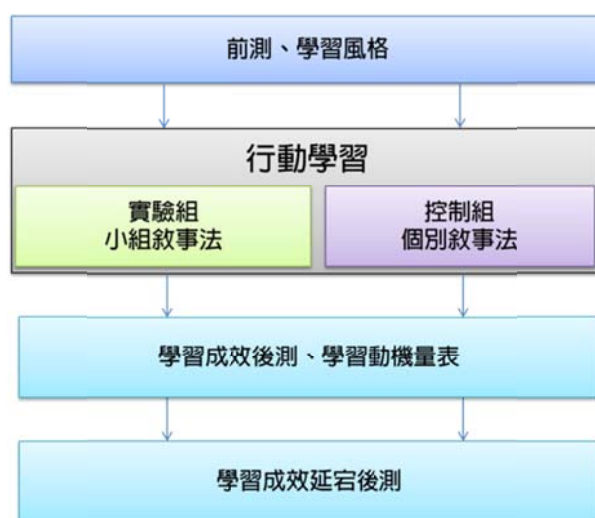 前測、學習風格
行動學習
實驗組
小組敘事法
控制組
個別敘事法
學習成效後測、學習動機量表
學習成效延宕後測